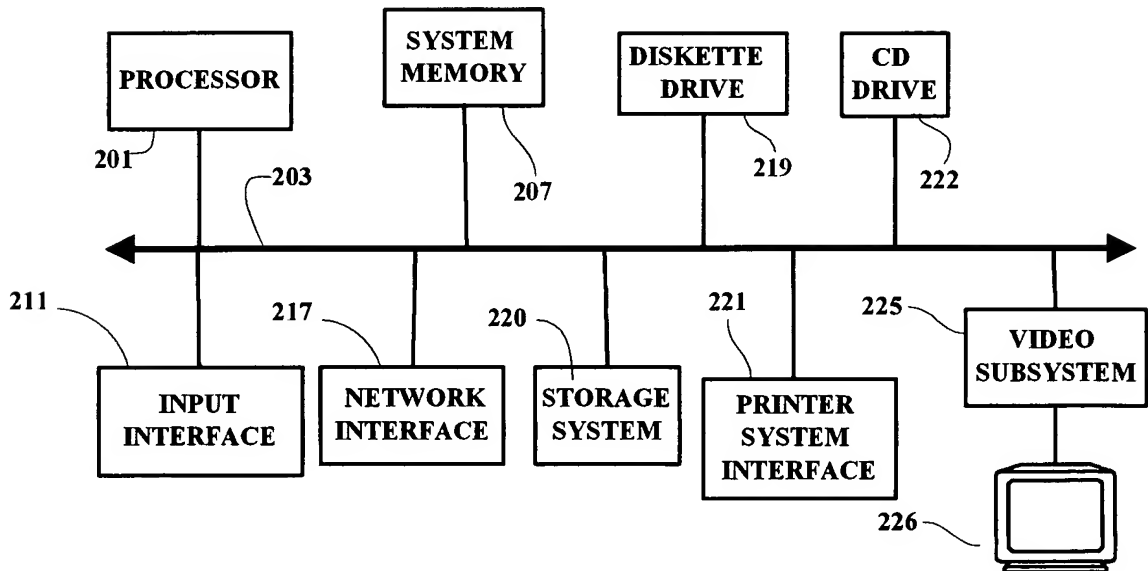 PROCESSOR
201
SYSTEM
MEMORY
207
DISKETTE
DRIVE
219
CD
DRIVE
222
203
211
INPUT
INTERFACE
217
NETWORK
INTERFACE
220
STORAGE
SYSTEM
221
PRINTER
SYSTEM
INTERFACE
225
VIDEO
SUBSYSTEM
226